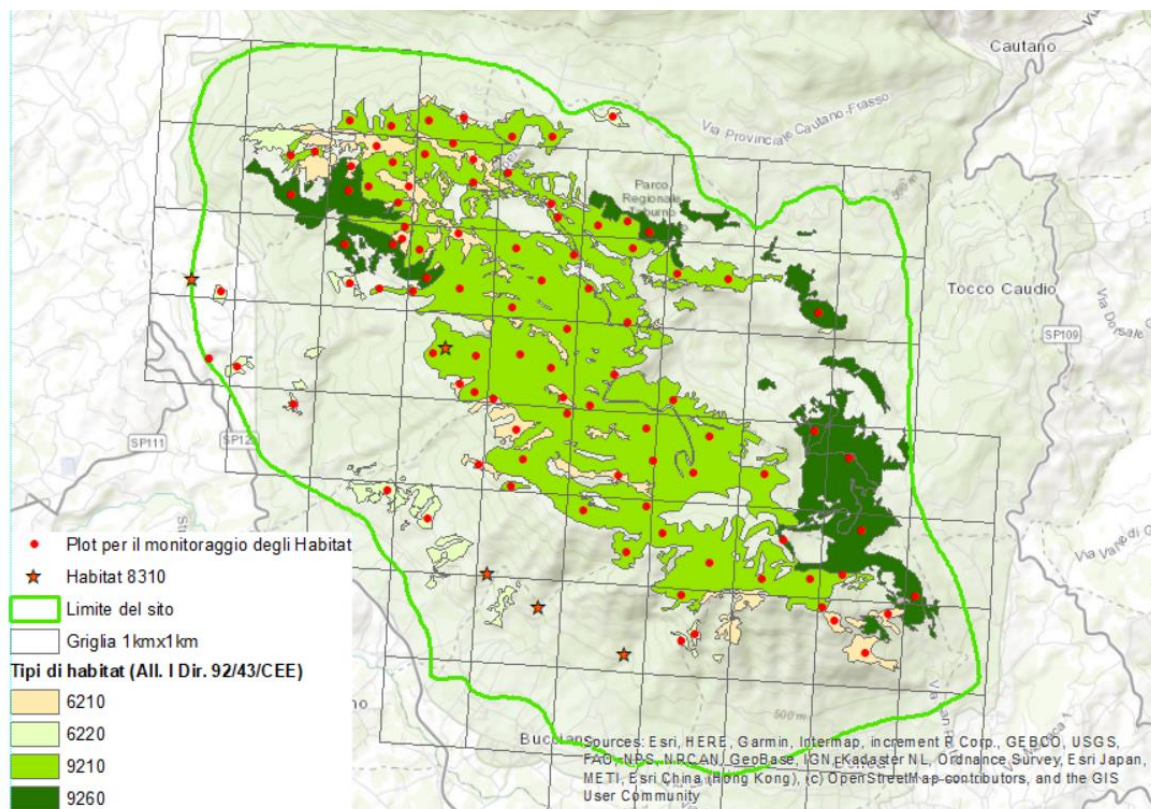 Cautano
Via Provinciale Cautano-Frasso
Parco
Regionale
Taburno
Tocco Caudio
SP109
Via Dorsale
SP111
SP12
500 m
Plot per il monitoraggio degli Habitat
Habitat 8310
Limite del sito
Griglia 1kmx1km
Tipi di habitat (All. I Dir. 92/43/CEE)
6210
6220
9210
9260
Sources: Esri, HERE, Garmin, Intermap, increment P Corp., GEBCO, USGS,
FAO, NPS, NRCAN, GeoBase, IGN, Kadaster NL, Ordnance Survey, Esri Japan,
METI, Esri China (Hong Kong), (c) OpenStreetMap contributors, and the GIS
User Community